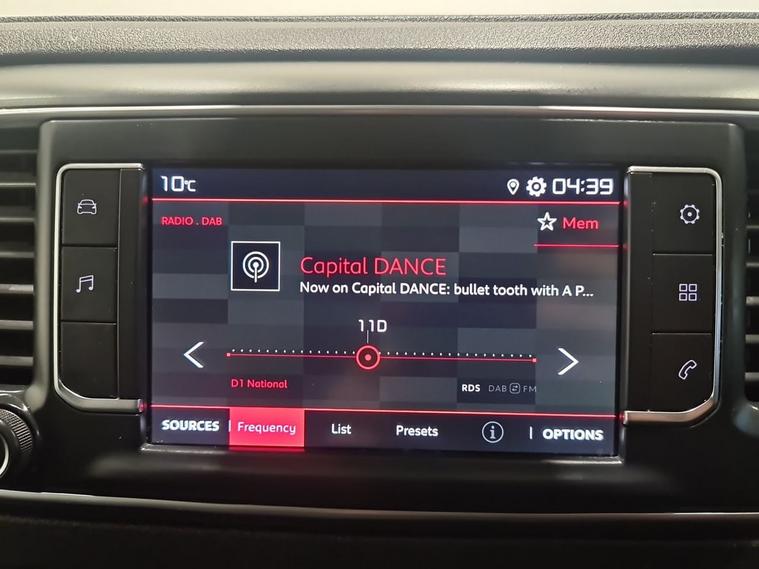 10°C 04:39
RADIO . DAB
Mem
Capital DANCE
Now on Capital DANCE: bullet tooth with A P...
11D
D1 National
RDS DAB FM
SOURCES Frequency List Presets i OPTIONS